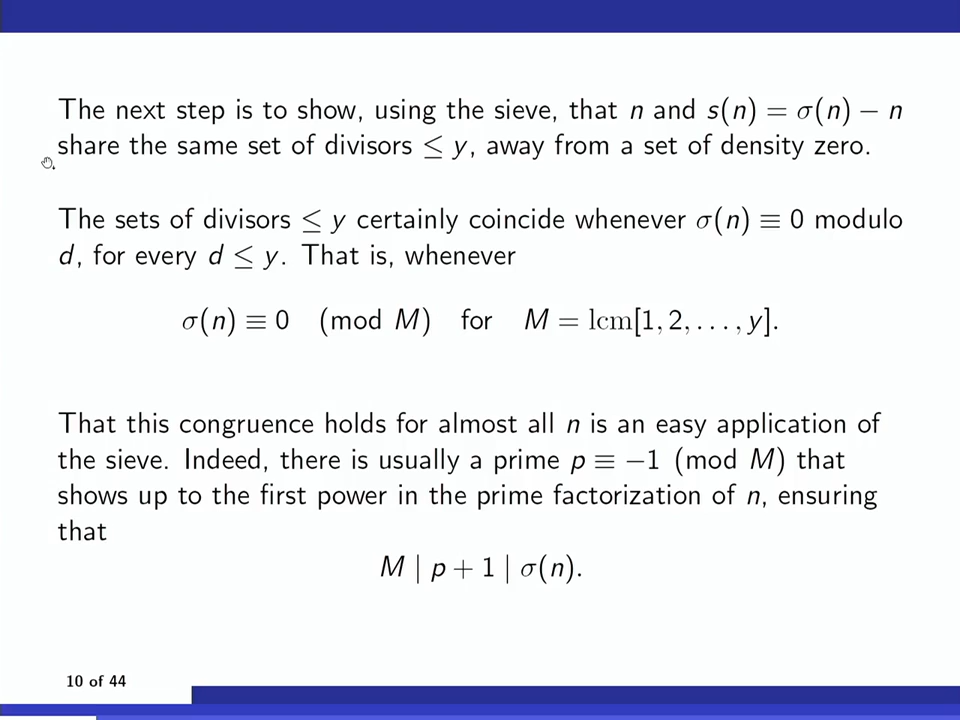 The next step is to show, using the sieve, that n and s(n) = σ(n) − n
share the same set of divisors ≤ y, away from a set of density zero.
The sets of divisors ≤ y certainly coincide whenever σ(n) ≡ 0 modulo
d, for every d ≤ y. That is, whenever
σ(n) ≡ 0 (mod M) for M = lcm[1, 2, . . . , y].
That this congruence holds for almost all n is an easy application of
the sieve. Indeed, there is usually a prime p ≡ −1 (mod M) that
shows up to the first power in the prime factorization of n, ensuring
that
M | p + 1 | σ(n).
10 of 44